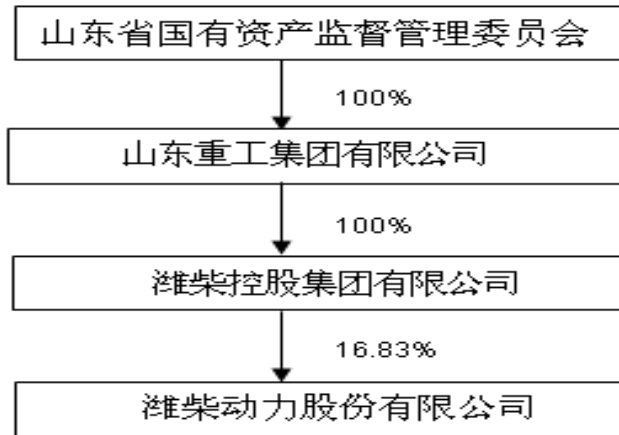 山东省国有资产监督管理委员会
100%
山东重工集团有限公司
100%
潍柴控股集团有限公司
16.83%
潍柴动力股份有限公司